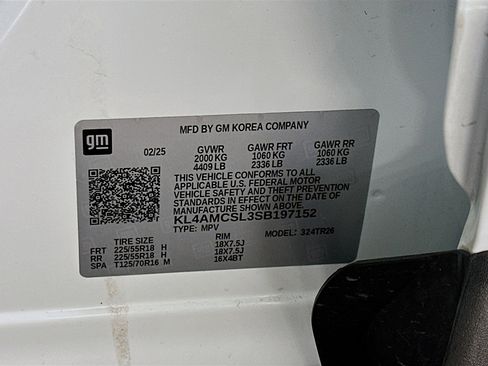 MFD BY GM KOREA COMPANY
gm
02/25 GVWR GAWR FRT GAWR RR
2000 KG 1060 KG 1060 KG
4409 LB 2336 LB 2336 LB
THIS VEHICLE CONFORMS TO ALL
APPLICABLE U.S. FEDERAL MOTOR
VEHICLE SAFETY AND THEFT PREVENTION
STANDARDS IN EFFECT ON THE DATE OF
MANUFACTURE SHOWN ABOVE.
KL4AMCSL3SB197152
TYPE: MPV MODEL: 324TR26
TIRE SIZE RIM
FRT 225/55R18 H 18X7.5J
RR 225/55R18 H 18X7.5J
SPA T125/70R16 M 16X4BT